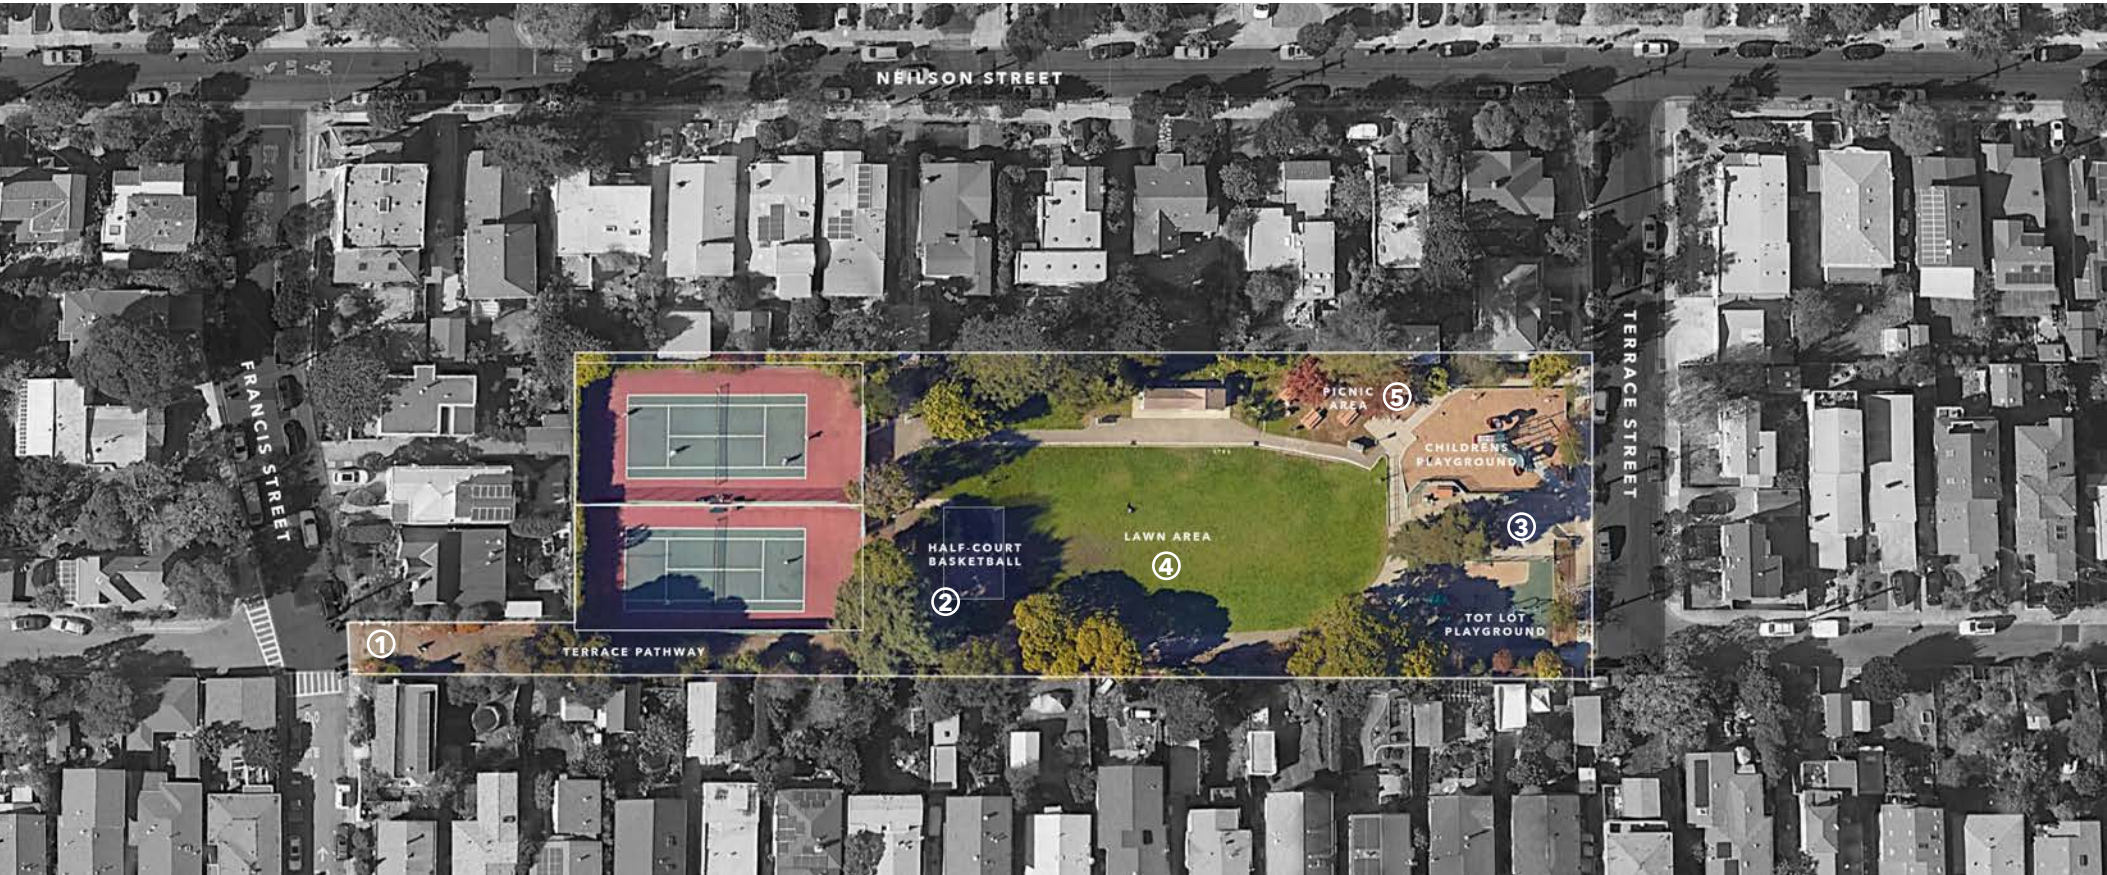 NEILSON STREET
FRANCIS STREET
TERRACE STREET
PICNIC
AREA
⑤
CHILDRENS
PLAYGROUND
③
LAWN AREA
④
HALF-COURT
BASKETBALL
②
TOT LOT
PLAYGROUND
①
TERRACE PATHWAY
STOP